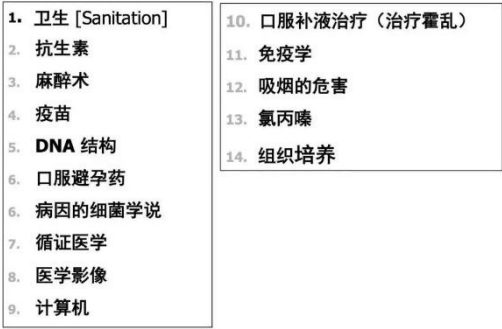 1. 卫生 [Sanitation]
2. 抗生素
3. 麻醉术
4. 疫苗
5. DNA 结构
6. 口服避孕药
6. 病因的细菌学说
7. 循证医学
8. 医学影像
9. 计算机
10. 口服补液治疗（治疗霍乱）
11. 免疫学
12. 吸烟的危害
13. 氯丙嗪
14. 组织培养